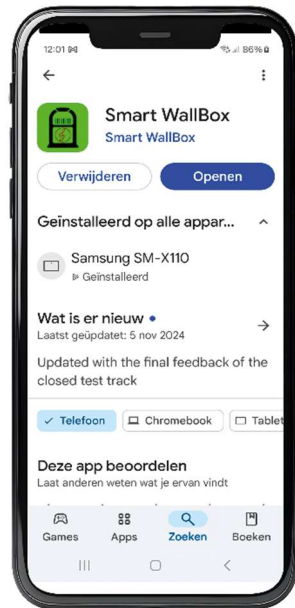 12:01
86%
Smart WallBox
Smart WallBox
Verwijderen
Openen
Geïnstalleerd op alle appar...
Samsung SM-X110
Geïnstalleerd
Wat is er nieuw •
Laatst geüpdatet: 5 nov 2024
Updated with the final feedback of the
closed test track
Telefoon
Chromebook
Tablet
Deze app beoordelen
Laat anderen weten wat je ervan vindt
Games
Apps
Zoeken
Boeken